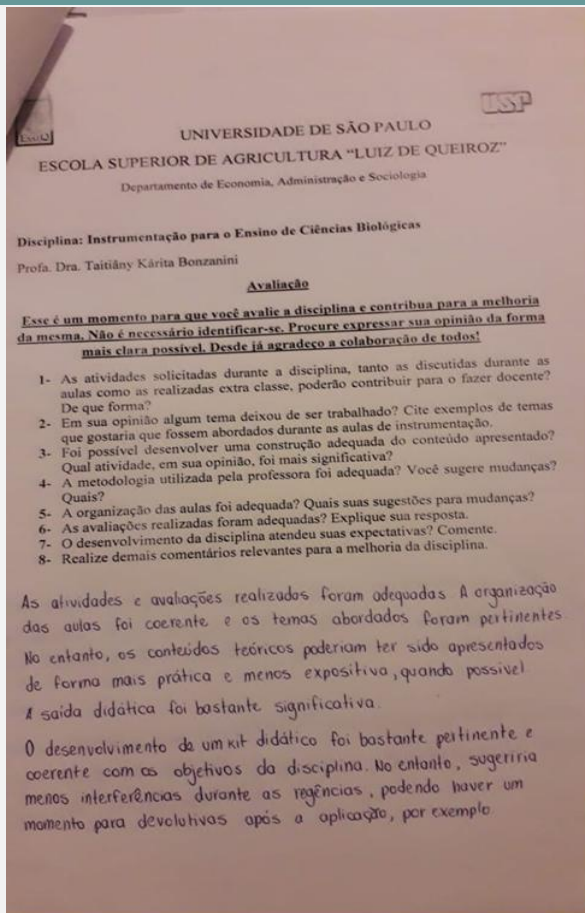 EsalQ
USP
UNIVERSIDADE DE SÃO PAULO
ESCOLA SUPERIOR DE AGRICULTURA “LUIZ DE QUEIROZ”
Departamento de Economia, Administração e Sociologia
Disciplina: Instrumentação para o Ensino de Ciências Biológicas
Profa. Dra. Taitiâny Kárita Bonzanini
Avaliação
Esse é um momento para que você avalie a disciplina e contribua para a melhoria
da mesma. Não é necessário identificar-se. Procure expressar sua opinião da forma
mais clara possível. Desde já agradeço a colaboração de todos!
1- As atividades solicitadas durante a disciplina, tanto as discutidas durante as
aulas como as realizadas extra classe, poderão contribuir para o fazer docente?
De que forma?
2- Em sua opinião algum tema deixou de ser trabalhado? Cite exemplos de temas
que gostaria que fossem abordados durante as aulas de instrumentação.
3- Foi possível desenvolver uma construção adequada do conteúdo apresentado?
Qual atividade, em sua opinião, foi mais significativa?
4- A metodologia utilizada pela professora foi adequada? Você sugere mudanças?
Quais?
5- A organização das aulas foi adequada? Quais suas sugestões para mudanças?
6- As avaliações realizadas foram adequadas? Explique sua resposta.
7- O desenvolvimento da disciplina atendeu suas expectativas? Comente.
8- Realize demais comentários relevantes para a melhoria da disciplina.
As atividades e avaliações realizadas foram adequadas. A organização
das aulas foi coerente e os temas abordados foram pertinentes.
No entanto, os conteúdos teóricos poderiam ter sido apresentados
de forma mais prática e menos expositiva, quando possível.
A saída didática foi bastante significativa.
O desenvolvimento de um kit didático foi bastante pertinente e
coerente com os objetivos da disciplina. No entanto, sugeriria
menos interferências durante as regências, podendo haver um
momento para devolutivas após a aplicação, por exemplo.